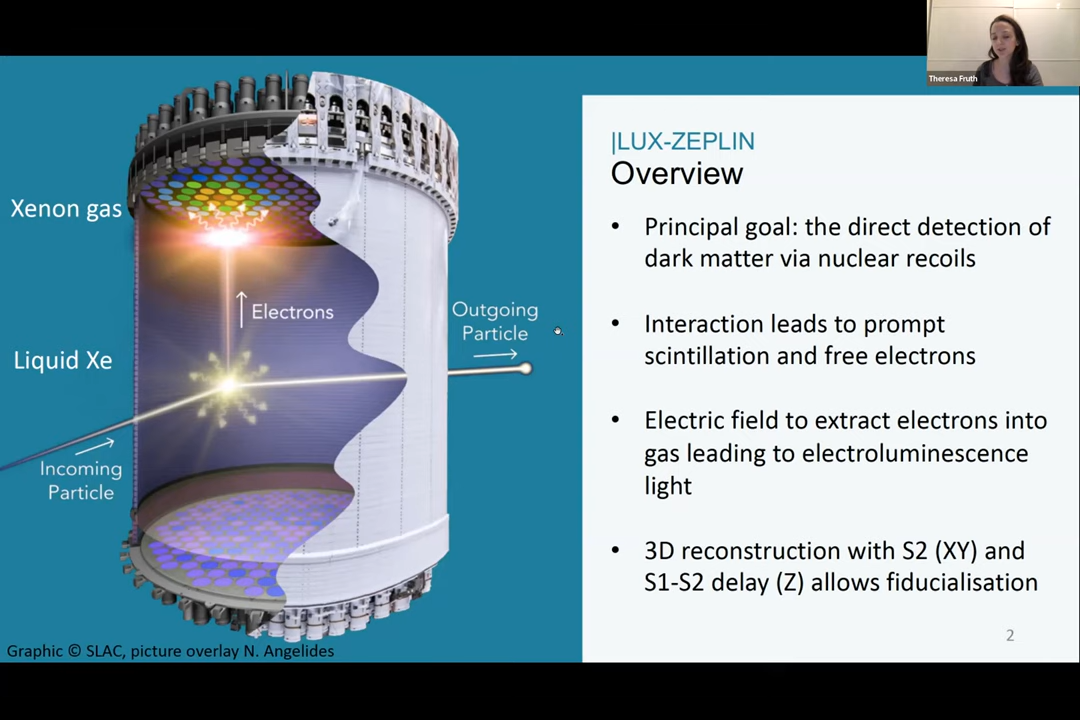 Theresa Fruth
Xenon gas
Electrons
Outgoing
Particle
Liquid Xe
Incoming
Particle
Graphic © SLAC, picture overlay N. Angelides
|LUX-ZEPLIN
Overview
• Principal goal: the direct detection of
dark matter via nuclear recoils
• Interaction leads to prompt
scintillation and free electrons
• Electric field to extract electrons into
gas leading to electroluminescence
light
• 3D reconstruction with S2 (XY) and
S1-S2 delay (Z) allows fiducialisation
2